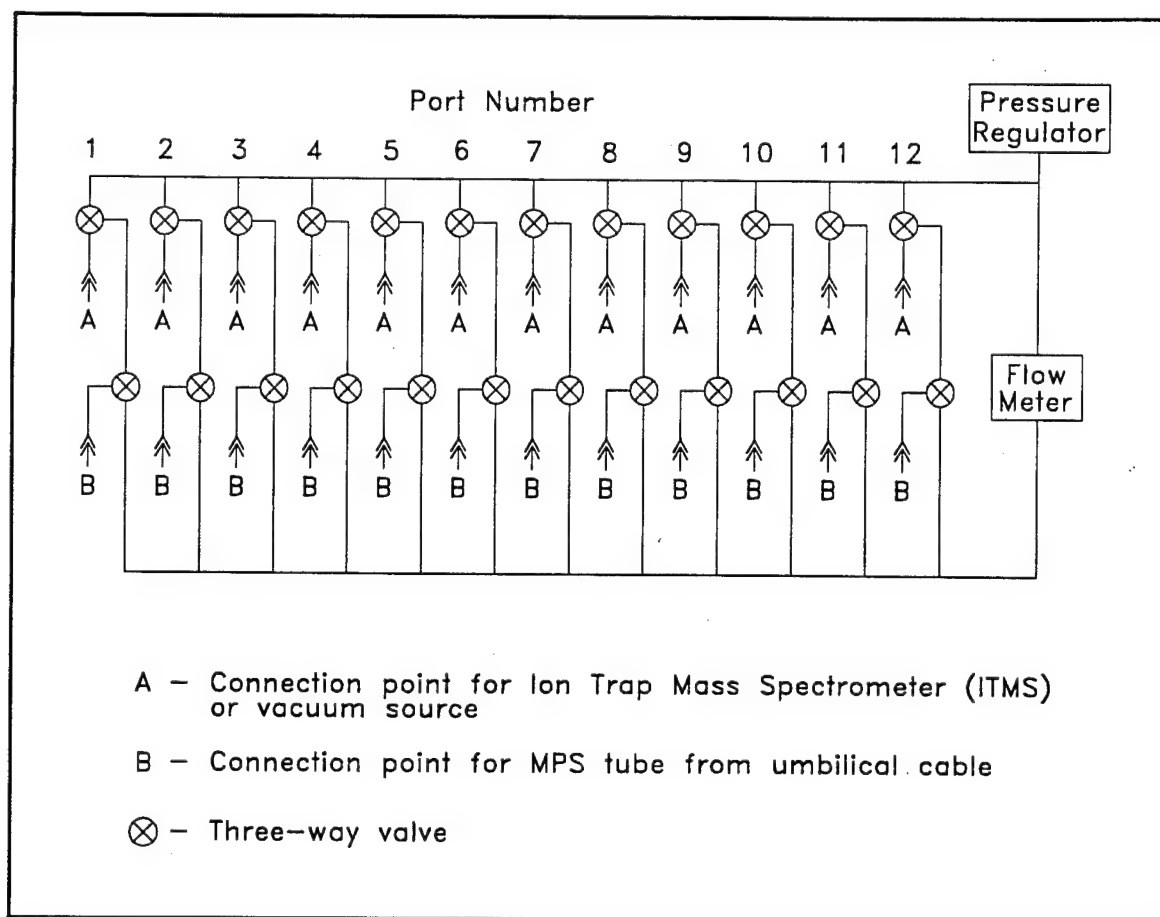 Port Number
Pressure
Regulator
1 2 3 4 5 6 7 8 9 10 11 12
A A A A A A A A A A A A
Flow
Meter
B B B B B B B B B B B B
A – Connection point for Ion Trap Mass Spectrometer (ITMS)
or vacuum source
B – Connection point for MPS tube from umbilical cable
– Three–way valve